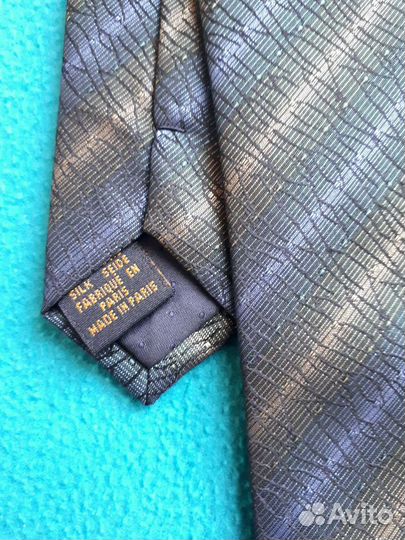 SILK SEIDE
FABRIQUE EN
PARIS
MADE IN PARIS
Avito